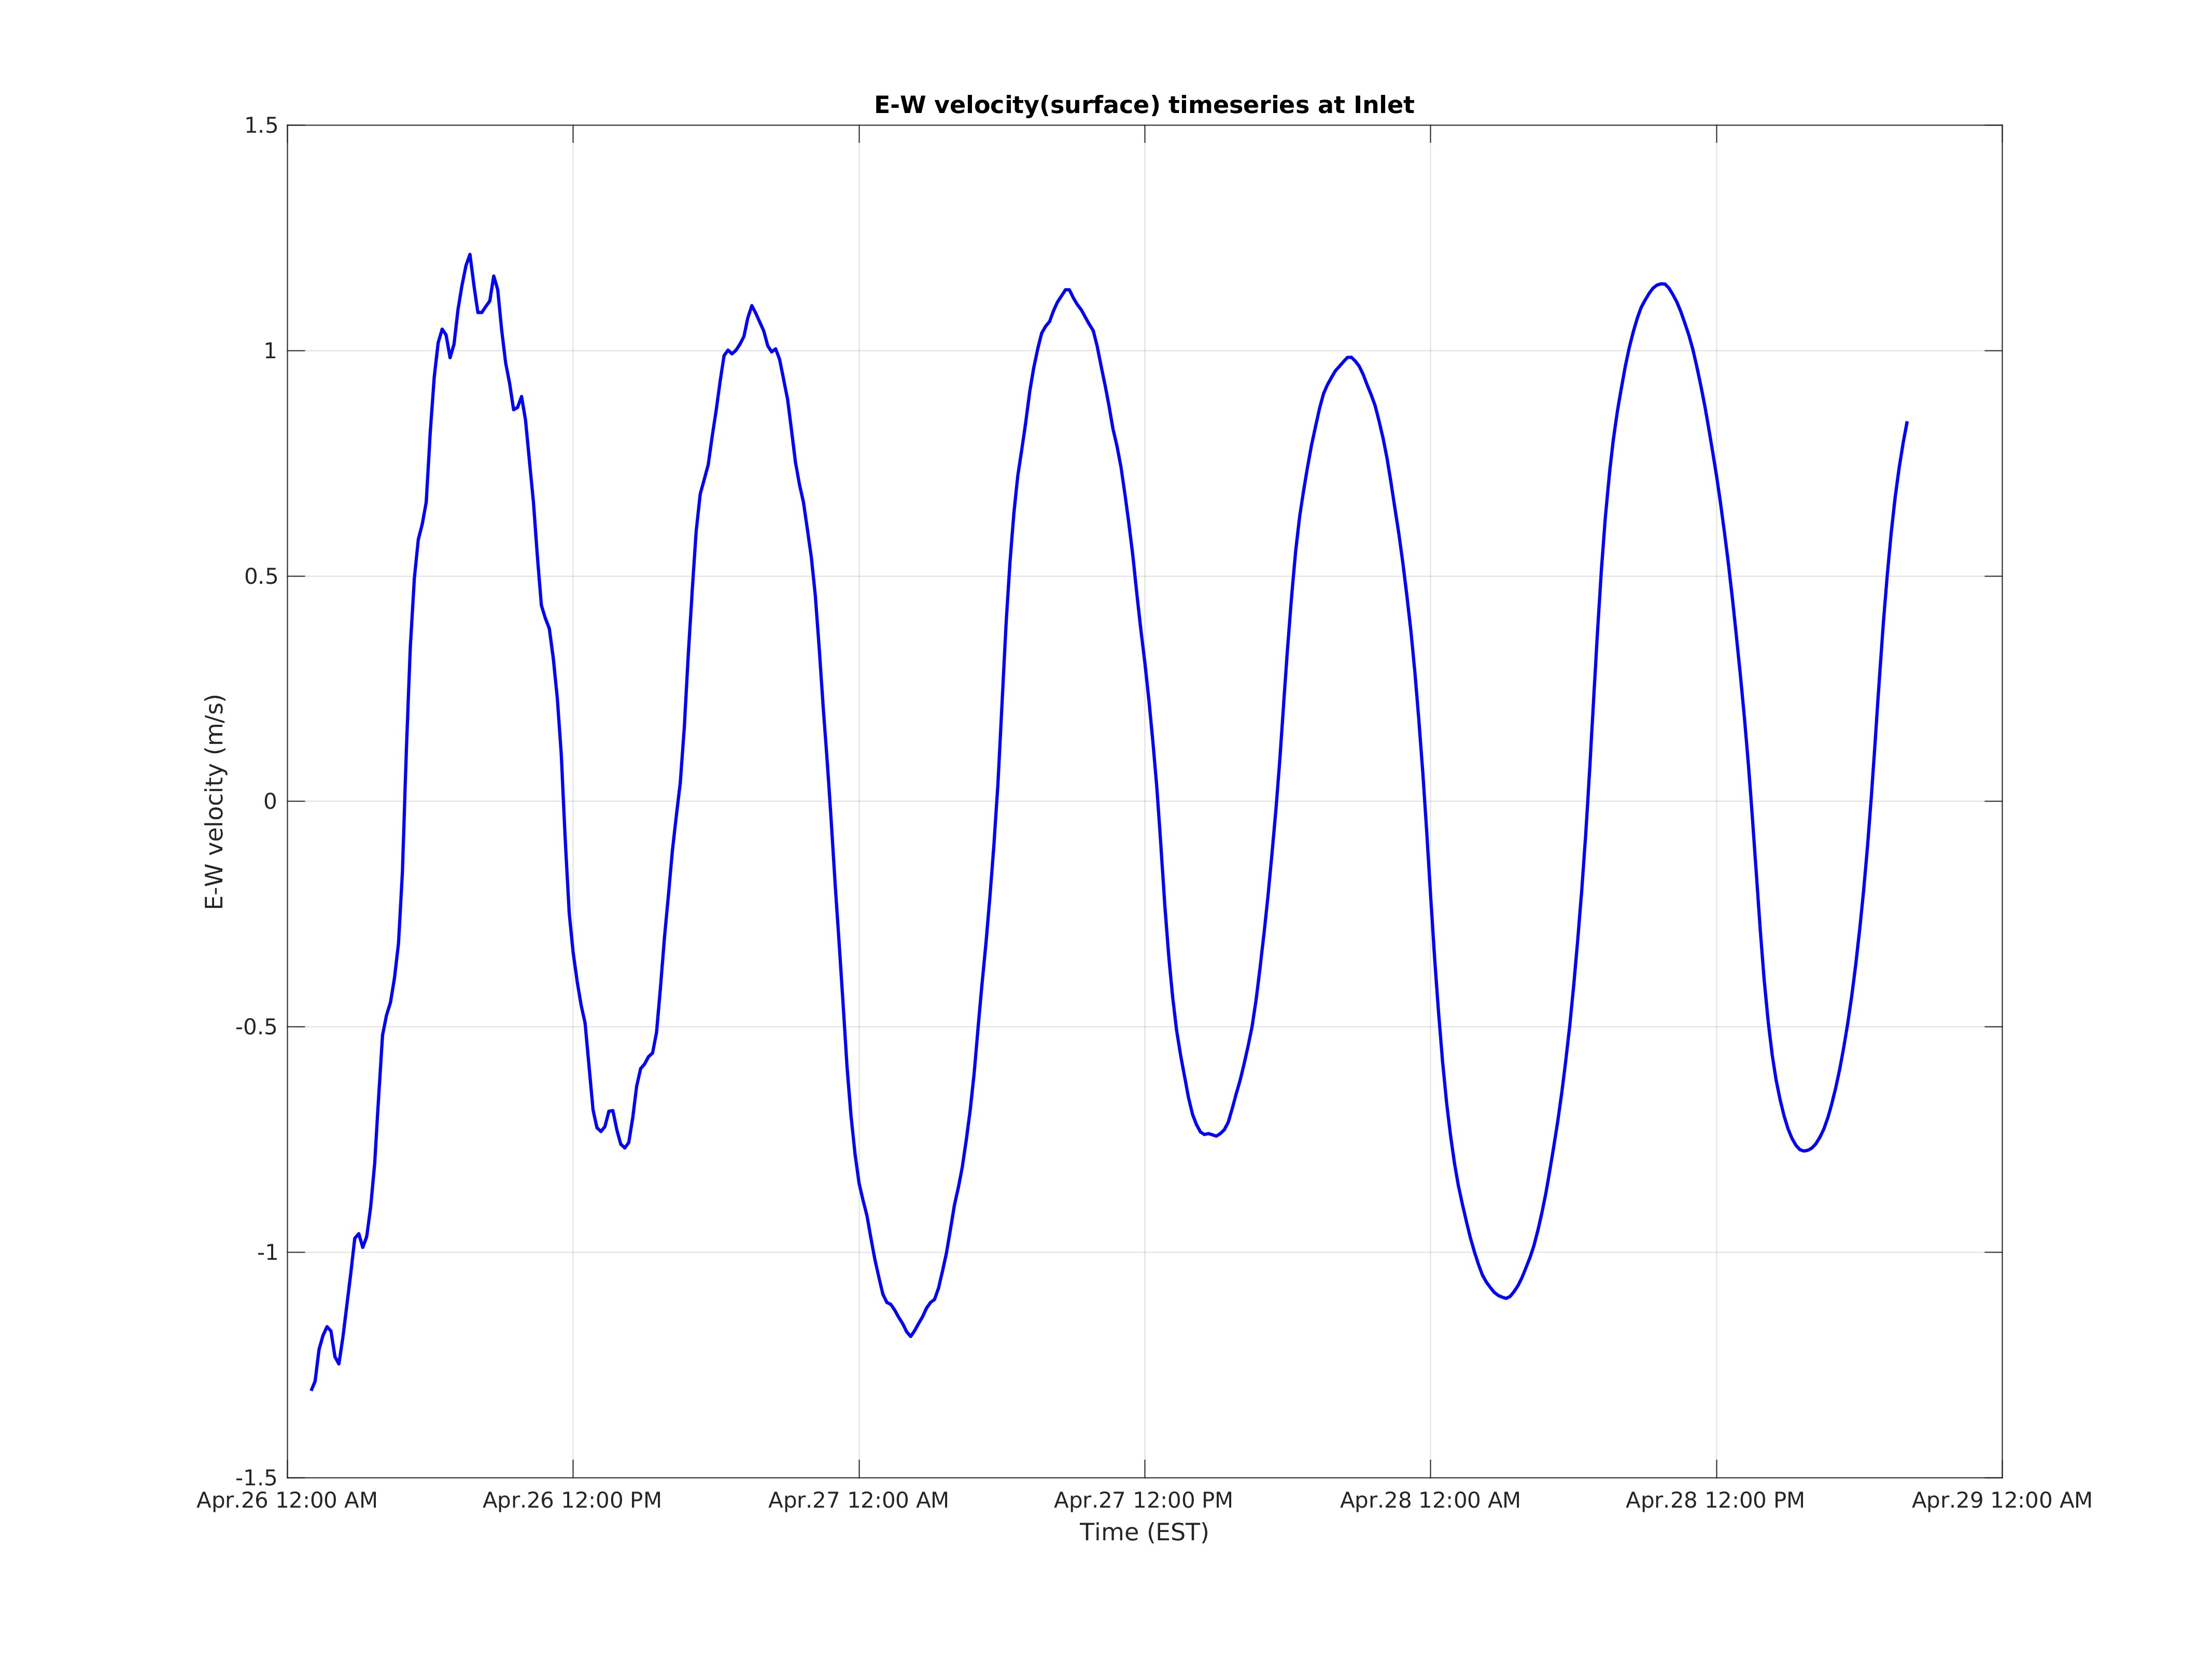 E-W velocity(surface) timeseries at Inlet
1.5
1
0.5
0
-0.5
-1
-1.5
E-W velocity (m/s)
Apr.26 12:00 AM Apr.26 12:00 PM Apr.27 12:00 AM Apr.27 12:00 PM Apr.28 12:00 AM Apr.28 12:00 PM Apr.29 12:00 AM
Time (EST)